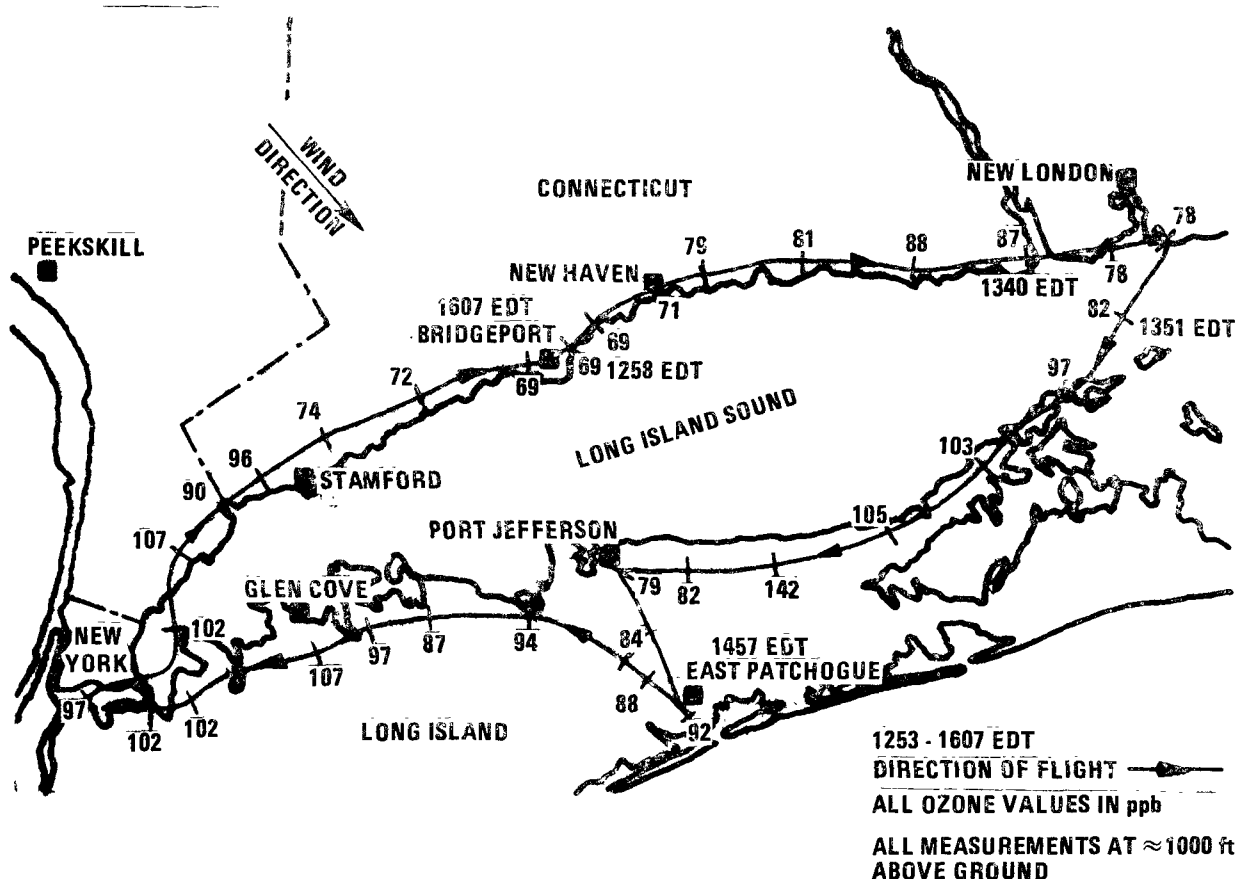 WIND
DIRECTION
CONNECTICUT
NEW LONDON
PEEKSKILL
78
79
81
88
87
78
NEW HAVEN
71
1340 EDT
1607 EDT
BRIDGEPORT
69
69
69
1258 EDT
82
1351 EDT
72
97
74
LONG ISLAND SOUND
96
103
90
STAMFORD
107
PORT JEFFERSON
105
GLEN COVE
79
82
142
NEW
YORK
102
97
87
94
84
1457 EDT
EAST PATCHOGUE
107
88
97
102
102
LONG ISLAND
92
1253 - 1607 EDT
DIRECTION OF FLIGHT
ALL OZONE VALUES IN ppb
ALL MEASUREMENTS AT ≈1000 ft
ABOVE GROUND